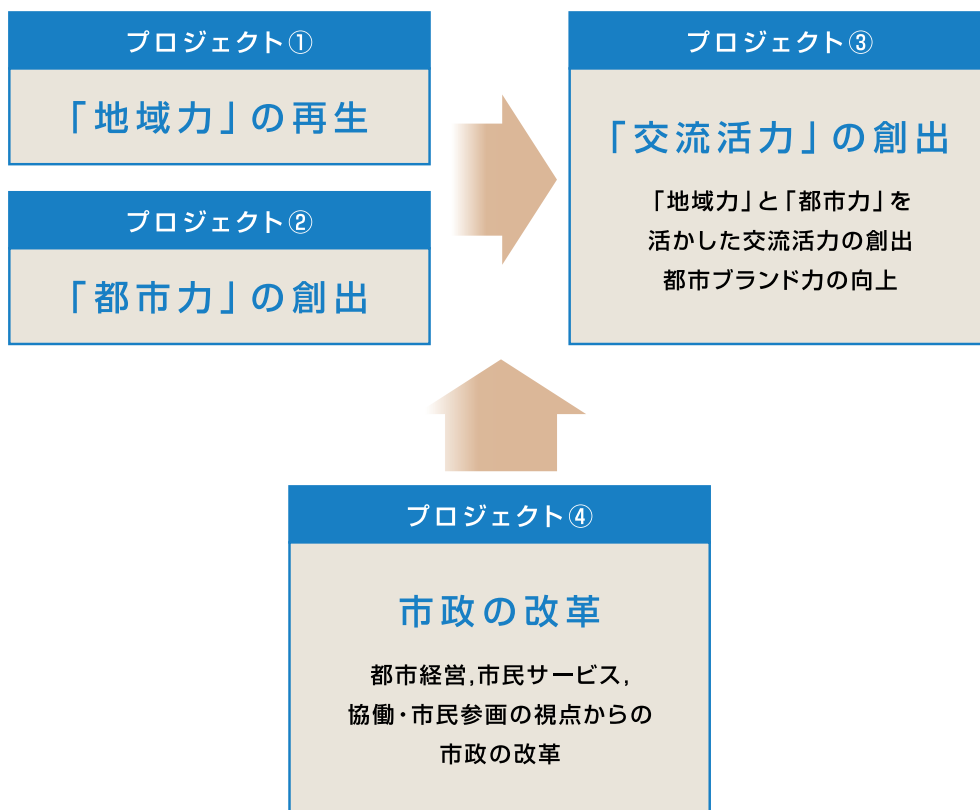 プロジェクト①
「地域力」の再生
プロジェクト②
「都市力」の創出
プロジェクト③
「交流活力」の創出
「地域力」と「都市力」を
活かした交流活力の創出
都市ブランド力の向上
プロジェクト④
市政の改革
都市経営,市民サービス,
協働・市民参画の視点からの
市政の改革